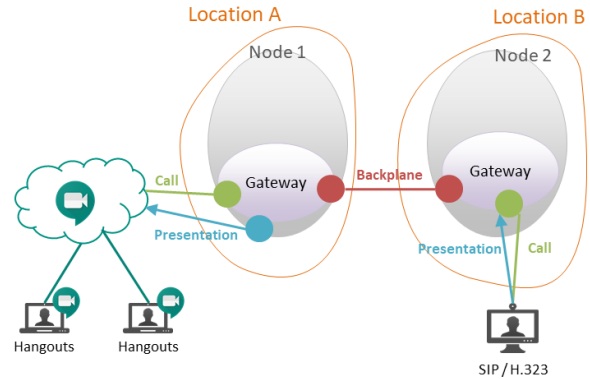 Location A
Location B
Node 1
Node 2
Call
Gateway
Backplane
Gateway
Presentation
Presentation
Call
Hangouts
Hangouts
SIP / H.323